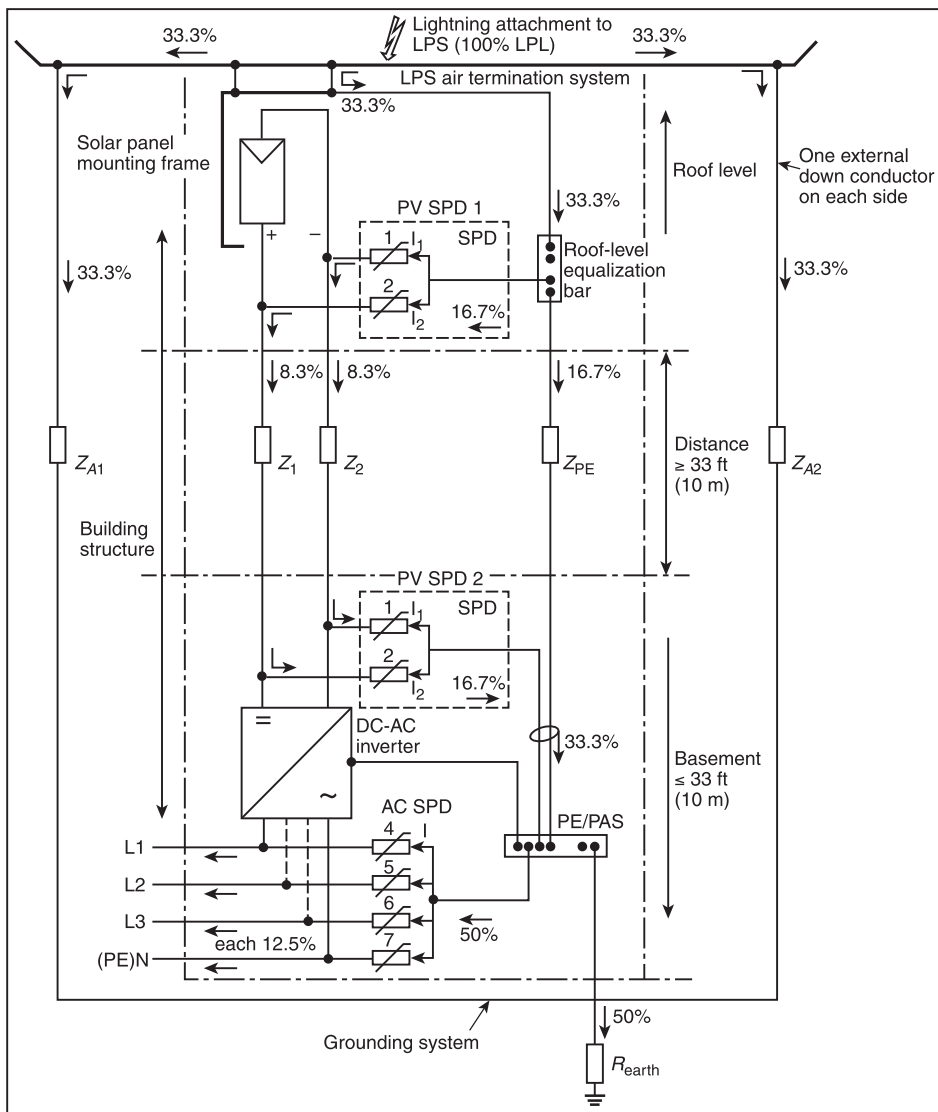 Lightning attachment to
LPS (100% LPL)
33.3%
33.3%
LPS air termination system
33.3%
Solar panel
mounting frame
Roof level
One external
down conductor
on each side
PV SPD 1
33.3%
+
–
1
I1
SPD
Roof-level
equalization
bar
33.3%
33.3%
2
I2
16.7%
8.3%
8.3%
16.7%
ZA1
Z1
Z2
ZPE
Distance
≥ 33 ft
(10 m)
ZA2
Building
structure
PV SPD 2
1
I1
SPD
2
I2
16.7%
=
~
DC-AC
inverter
33.3%
Basement
≤ 33 ft
(10 m)
AC SPD
I
PE/PAS
L1
4
L2
5
L3
6
50%
each 12.5%
(PE)N
7
50%
Grounding system
Rearth